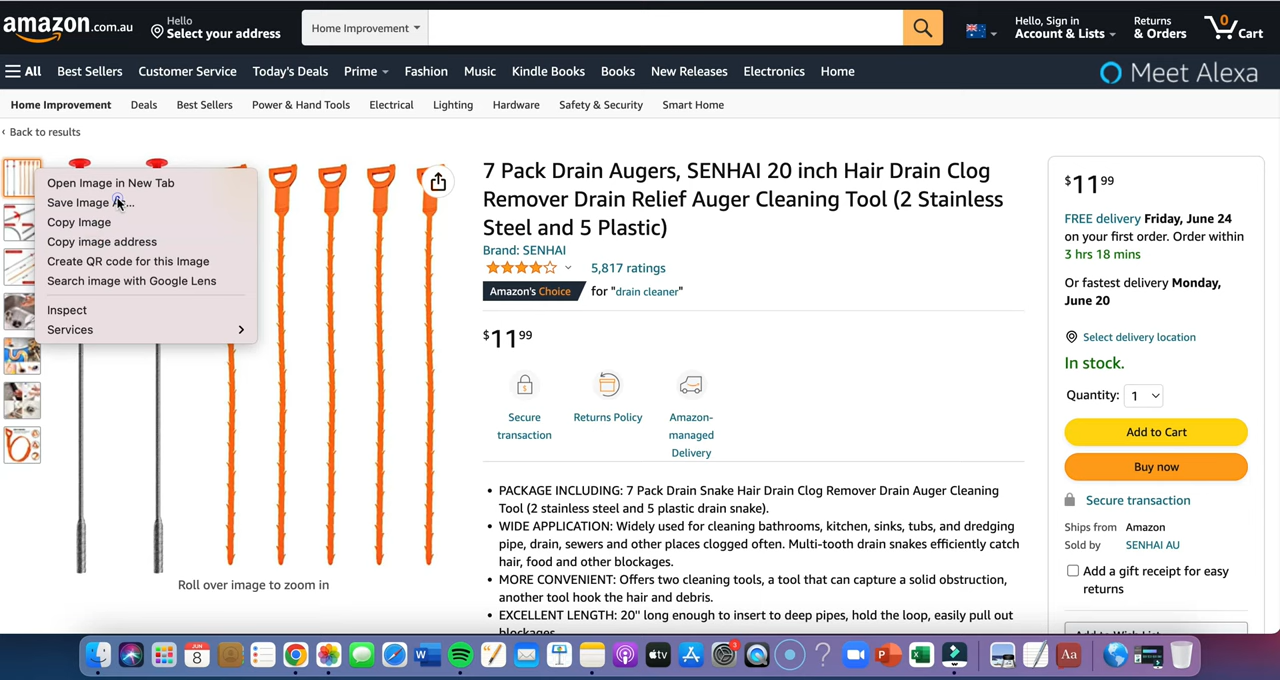 amazon.com.au
Hello
Select your address
Home Improvement
Hello, Sign in
Account & Lists
Returns
& Orders
0
Cart
All
Best Sellers
Customer Service
Today's Deals
Prime
Fashion
Music
Kindle Books
Books
New Releases
Electronics
Home
Meet Alexa
Home Improvement
Deals
Best Sellers
Power & Hand Tools
Electrical
Lighting
Hardware
Safety & Security
Smart Home
‹ Back to results
Open Image in New Tab
Save Image
Copy Image
Copy image address
Create QR code for this Image
Search image with Google Lens
Inspect
Services
Roll over image to zoom in
7 Pack Drain Augers, SENHAI 20 inch Hair Drain Clog
Remover Drain Relief Auger Cleaning Tool (2 Stainless
Steel and 5 Plastic)
Brand: SENHAI
5,817 ratings
Amazon's Choice for "drain cleaner"
$11 99
Secure
transaction
Returns Policy
Amazon-
managed
Delivery
• PACKAGE INCLUDING: 7 Pack Drain Snake Hair Drain Clog Remover Drain Auger Cleaning
Tool (2 stainless steel and 5 plastic drain snake).
• WIDE APPLICATION: Widely used for cleaning bathrooms, kitchen, sinks, tubs, and dredging
pipe, drain, sewers and other places clogged often. Multi-tooth drain snakes efficiently catch
hair, food and other blockages.
• MORE CONVENIENT: Offers two cleaning tools, a tool that can capture a solid obstruction,
another tool hook the hair and debris.
• EXCELLENT LENGTH: 20" long enough to insert to deep pipes, hold the loop, easily pull out
blockages.
$11 99
FREE delivery Friday, June 24
on your first order. Order within
3 hrs 18 mins
Or fastest delivery Monday,
June 20
Select delivery location
In stock.
Quantity: 1
Add to Cart
Buy now
Secure transaction
Ships from Amazon
Sold by SENHAI AU
Add a gift receipt for easy
returns
Add to Wish List
JUN
8
3
tv
W
?
P
X
Aa